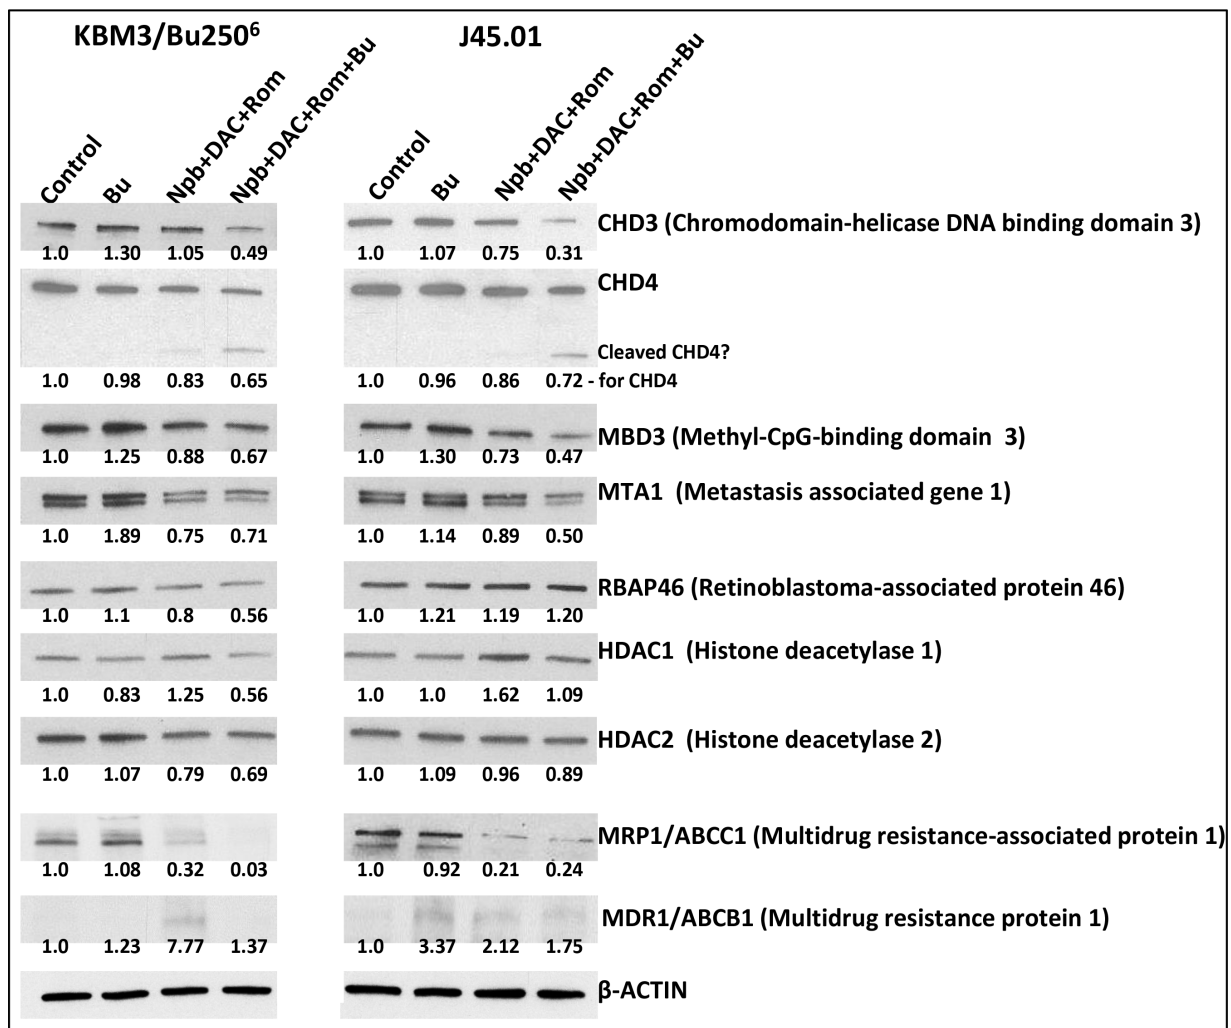 KBM3/Bu250⁶ J45.01
Control Bu Npb+DAC+Rom Npb+DAC+Rom+Bu Control Bu Npb+DAC+Rom Npb+DAC+Rom+Bu
CHD3 (Chromodomain-helicase DNA binding domain 3)
1.0 1.30 1.05 0.49 1.0 1.07 0.75 0.31
CHD4
Cleaved CHD4?
1.0 0.98 0.83 0.65 1.0 0.96 0.86 0.72 - for CHD4
MBD3 (Methyl-CpG-binding domain 3)
1.0 1.25 0.88 0.67 1.0 1.30 0.73 0.47
MTA1 (Metastasis associated gene 1)
1.0 1.89 0.75 0.71 1.0 1.14 0.89 0.50
RBAP46 (Retinoblastoma-associated protein 46)
1.0 1.1 0.8 0.56 1.0 1.21 1.19 1.20
HDAC1 (Histone deacetylase 1)
1.0 0.83 1.25 0.56 1.0 1.0 1.62 1.09
HDAC2 (Histone deacetylase 2)
1.0 1.07 0.79 0.69 1.0 1.09 0.96 0.89
MRP1/ABCC1 (Multidrug resistance-associated protein 1)
1.0 1.08 0.32 0.03 1.0 0.92 0.21 0.24
MDR1/ABCB1 (Multidrug resistance protein 1)
1.0 1.23 7.77 1.37 1.0 3.37 2.12 1.75
β-ACTIN